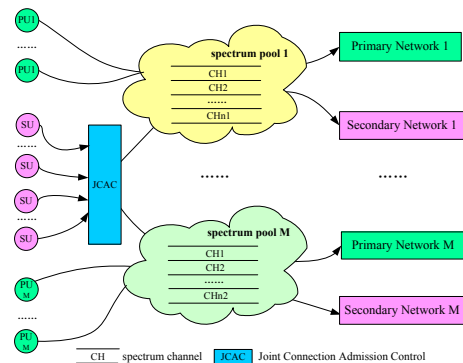 PU1
......
PU1
SU
......
SU
SU
......
SU
PU
M
......
PU
M
JCAC
spectrum pool 1
CH1
CH2
......
CHn1
......
spectrum pool M
CH1
CH2
......
CHn2
Primary Network 1
Secondary Network 1
......
Primary Network M
Secondary Network M
CH spectrum channel JCAC Joint Connection Admission Control